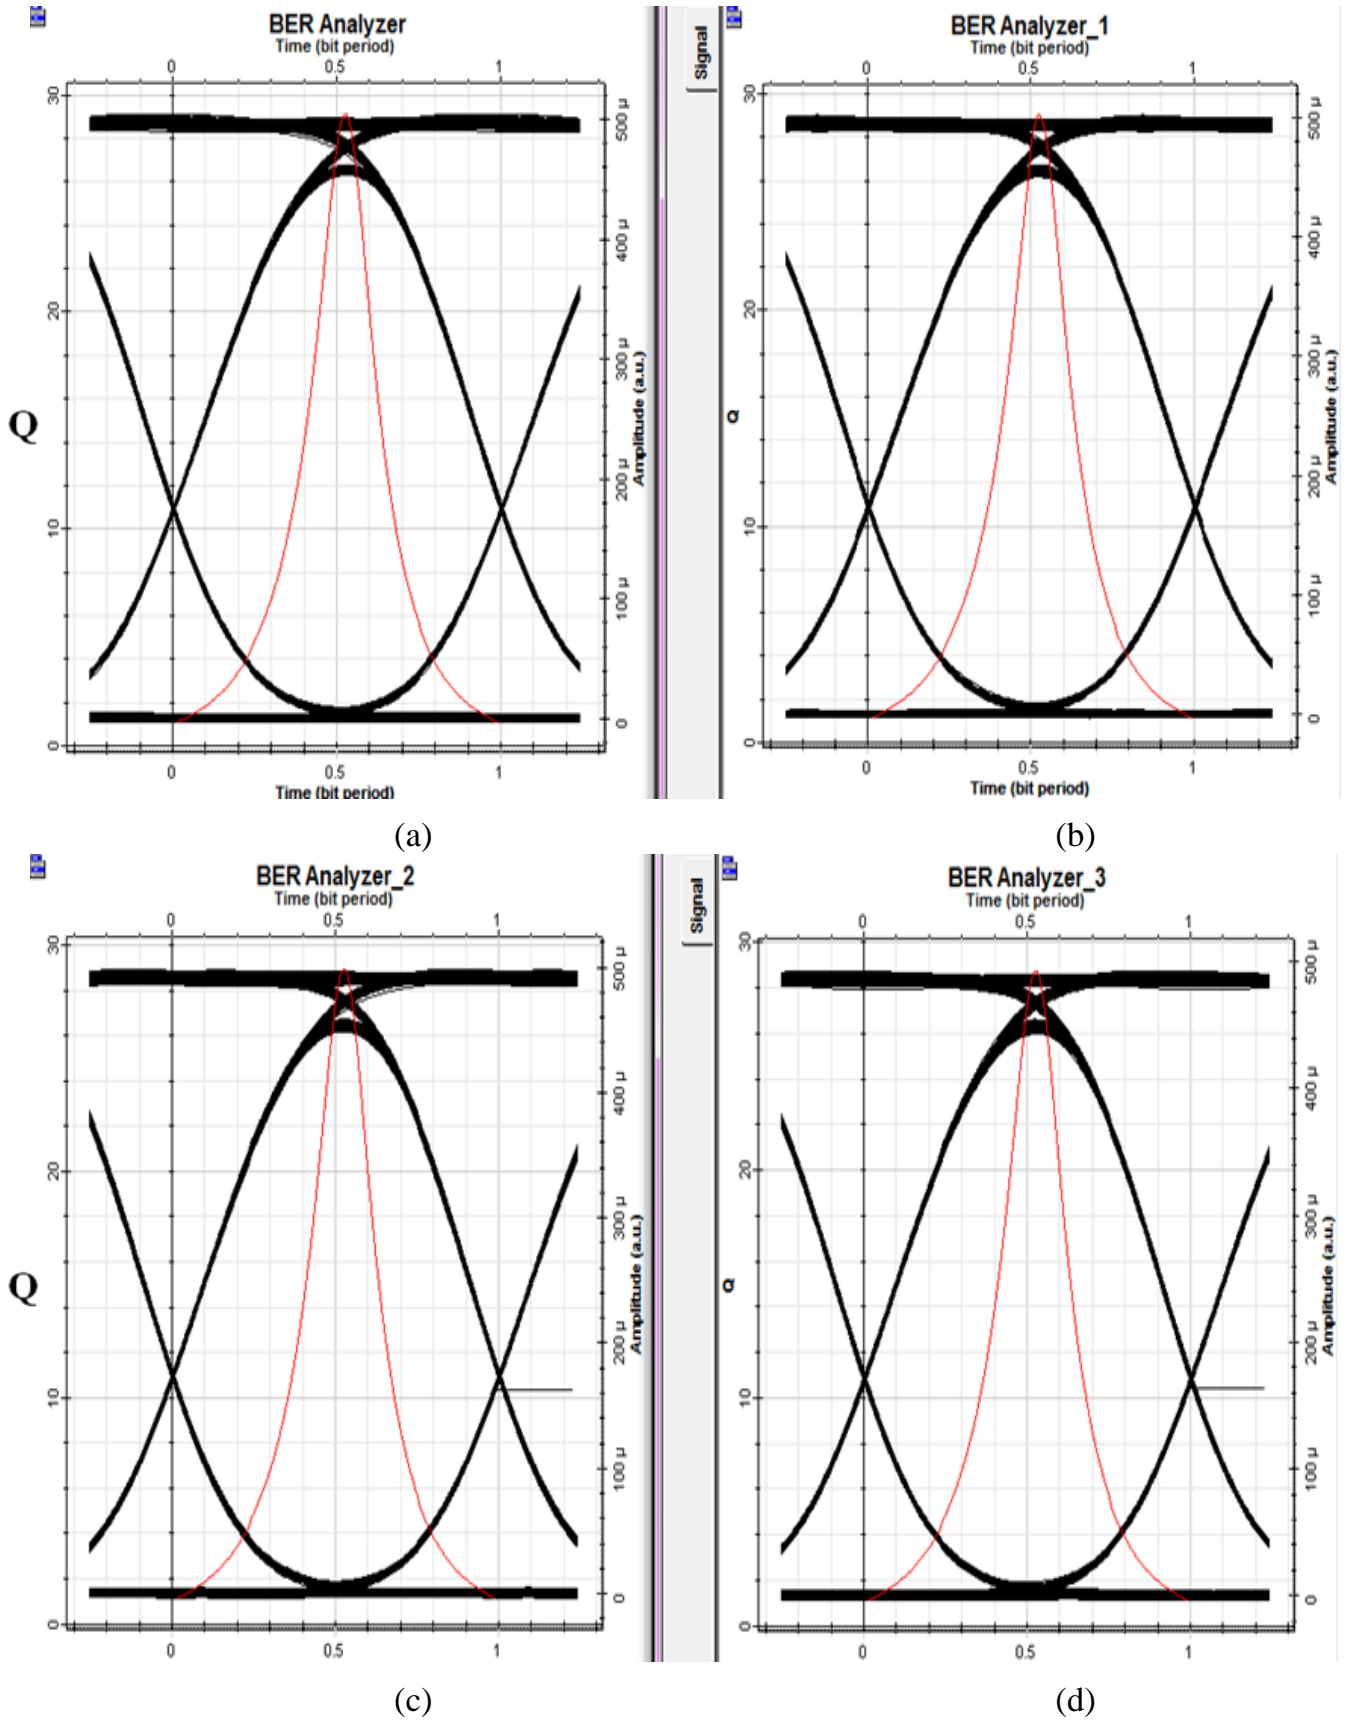 BER Analyzer
Time (bit period)
0 0.5 1
30
20
10
0
Q
500 µ
400 µ
300 µ
200 µ
100 µ
0
Amplitude (a.u.)
0 0.5 1
Time (bit period)
(a)
Signal
BER Analyzer_1
Time (bit period)
0 0.5 1
30
20
10
0
Q
500 µ
400 µ
300 µ
200 µ
100 µ
0
Amplitude (a.u.)
0 0.5 1
Time (bit period)
(b)
BER Analyzer_2
Time (bit period)
0 0.5 1
30
20
10
0
Q
500 µ
400 µ
300 µ
200 µ
100 µ
0
Amplitude (a.u.)
0 0.5 1
(c)
Signal
BER Analyzer_3
Time (bit period)
0 0.5 1
30
20
10
0
Q
500 µ
400 µ
300 µ
200 µ
100 µ
0
Amplitude (a.u.)
0 0.5 1
(d)